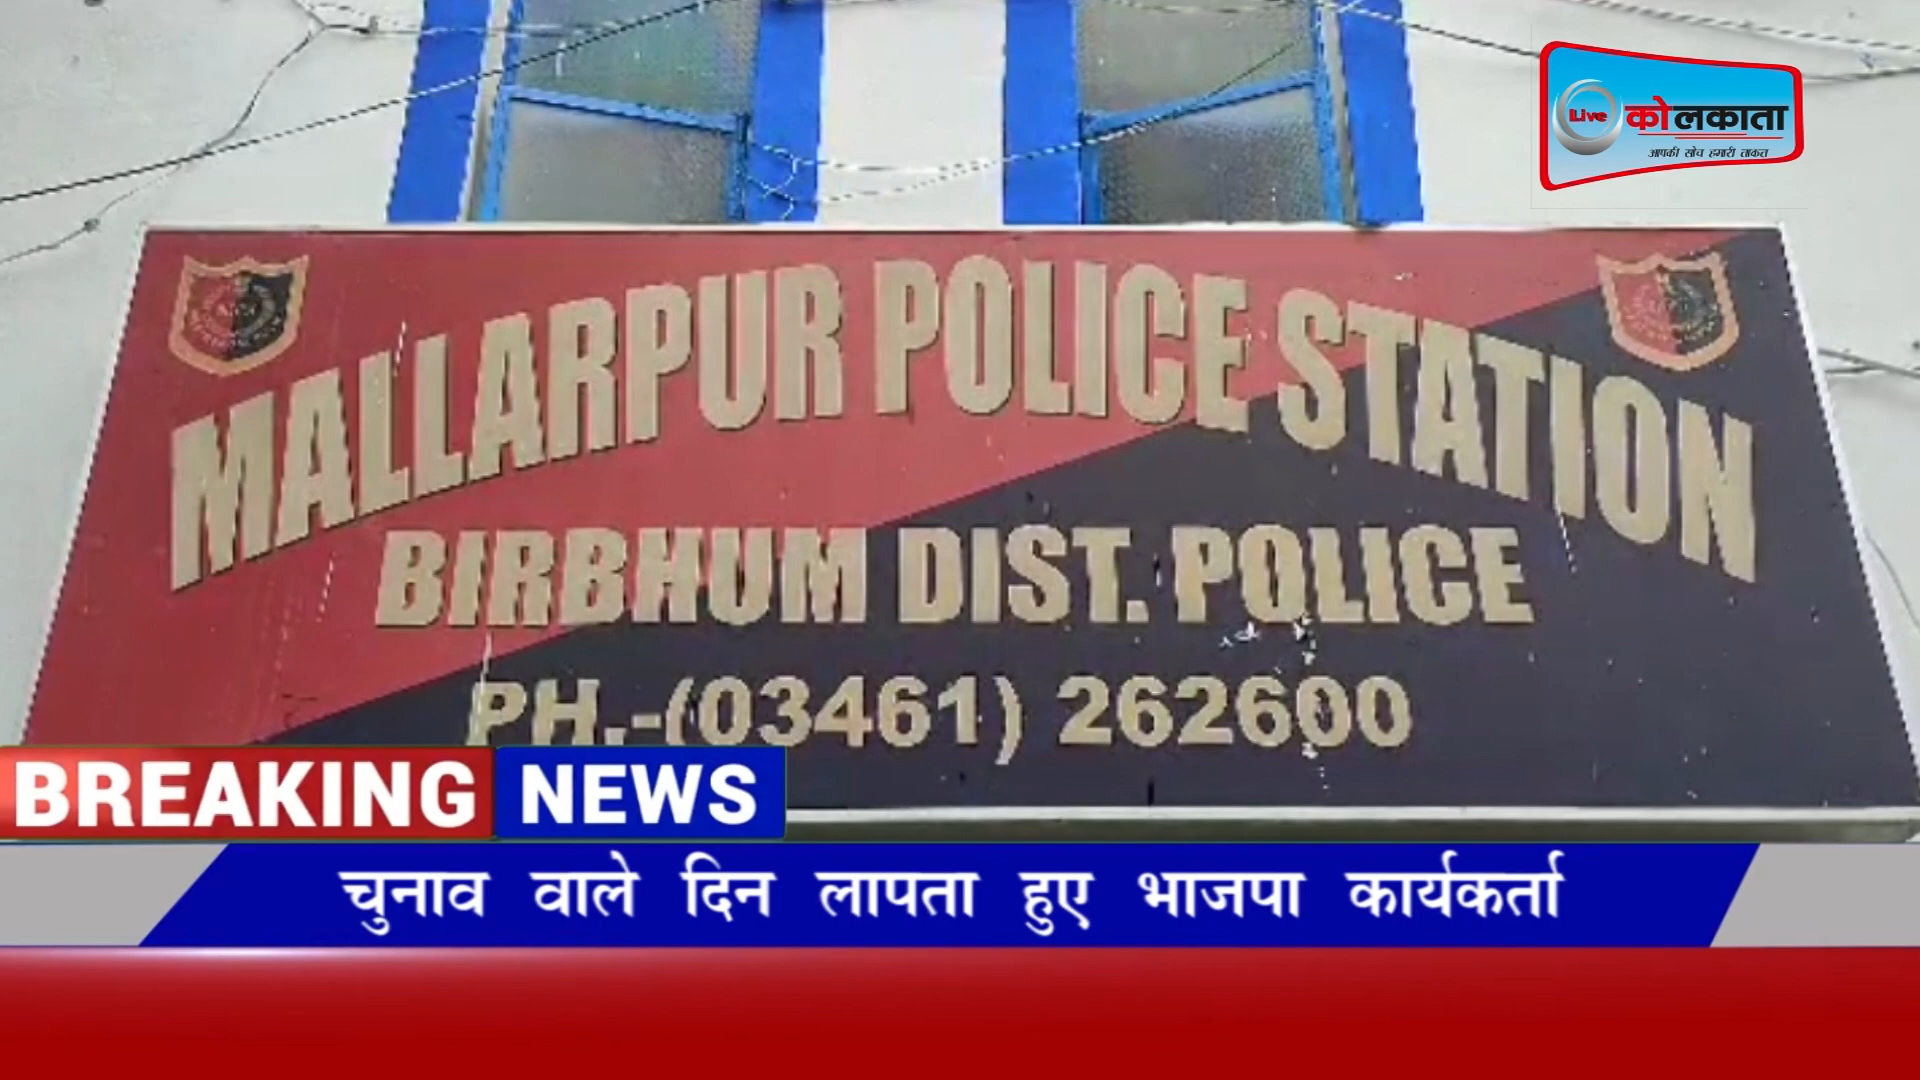 Live कोलकाता
आपकी सोच हमारी ताकत
MALLARPUR POLICE STATION
BIRBHUM DIST. POLICE
PH.-(03461) 262600
BREAKING NEWS
चुनाव वाले दिन लापता हुए भाजपा कार्यकर्ता